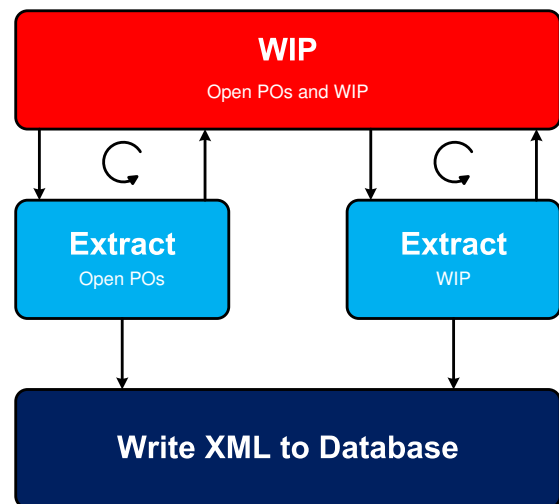 WIP
Open POs and WIP
Extract
Open POs
Extract
WIP
Write XML to Database